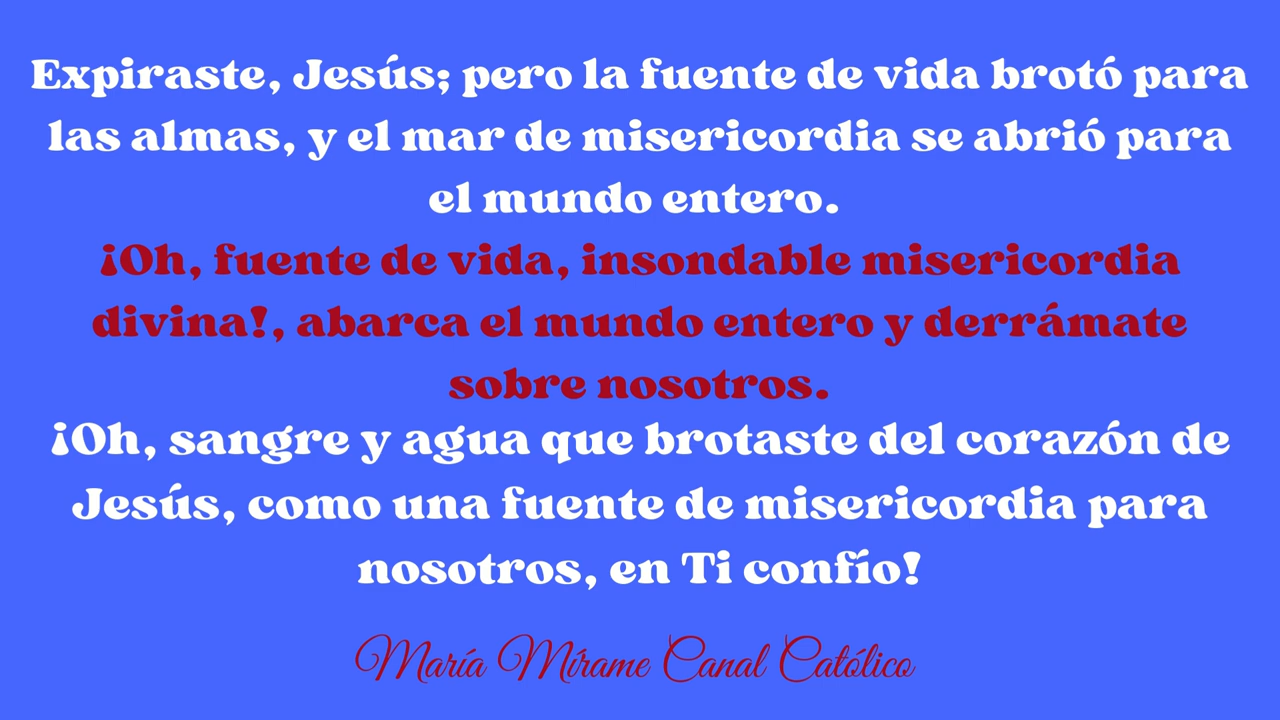 Expiraste, Jesús; pero la fuente de vida brotó para
las almas, y el mar de misericordia se abrió para
el mundo entero.
¡Oh, fuente de vida, insondable misericordia
divina!, abarca el mundo entero y derrámate
sobre nosotros.
¡Oh, sangre y agua que brotaste del corazón de
Jesús, como una fuente de misericordia para
nosotros, en Ti confío!
María Mírame Canal Católico